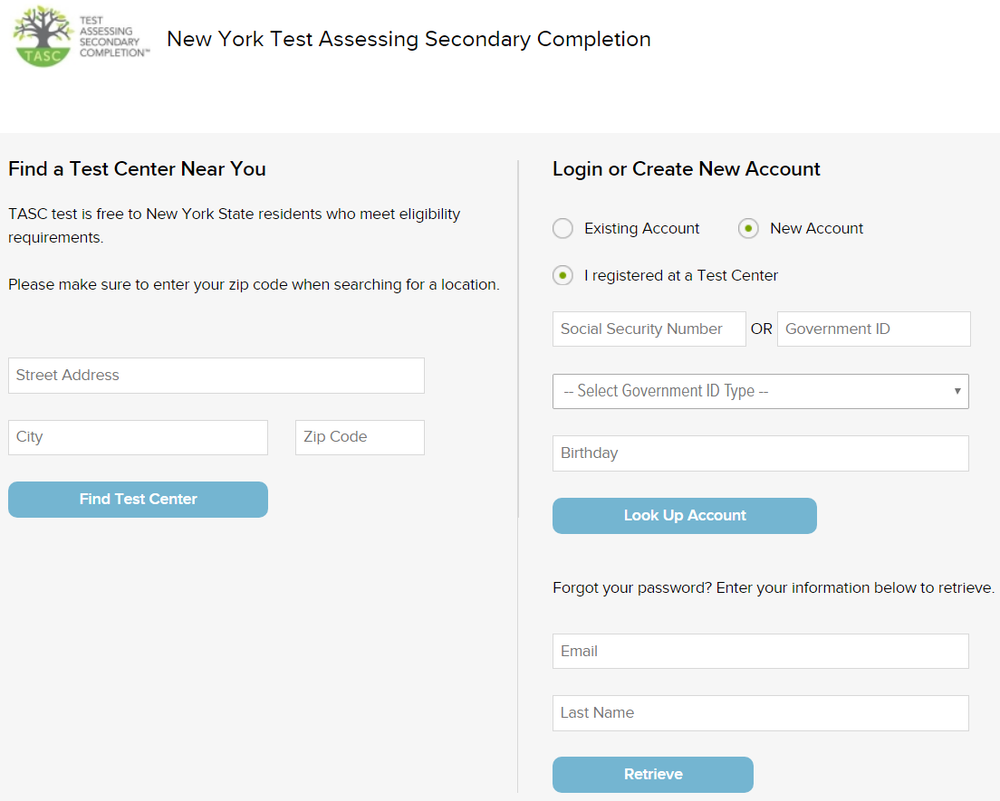 TEST
ASSESSING
SECONDARY
COMPLETION™
TASC
New York Test Assessing Secondary Completion
Find a Test Center Near You
TASC test is free to New York State residents who meet eligibility
requirements.
Please make sure to enter your zip code when searching for a location.
Street Address
City
Zip Code
Find Test Center
Login or Create New Account
Existing Account
New Account
I registered at a Test Center
Social Security Number OR Government ID
-- Select Government ID Type --
Birthday
Look Up Account
Forgot your password? Enter your information below to retrieve.
Email
Last Name
Retrieve